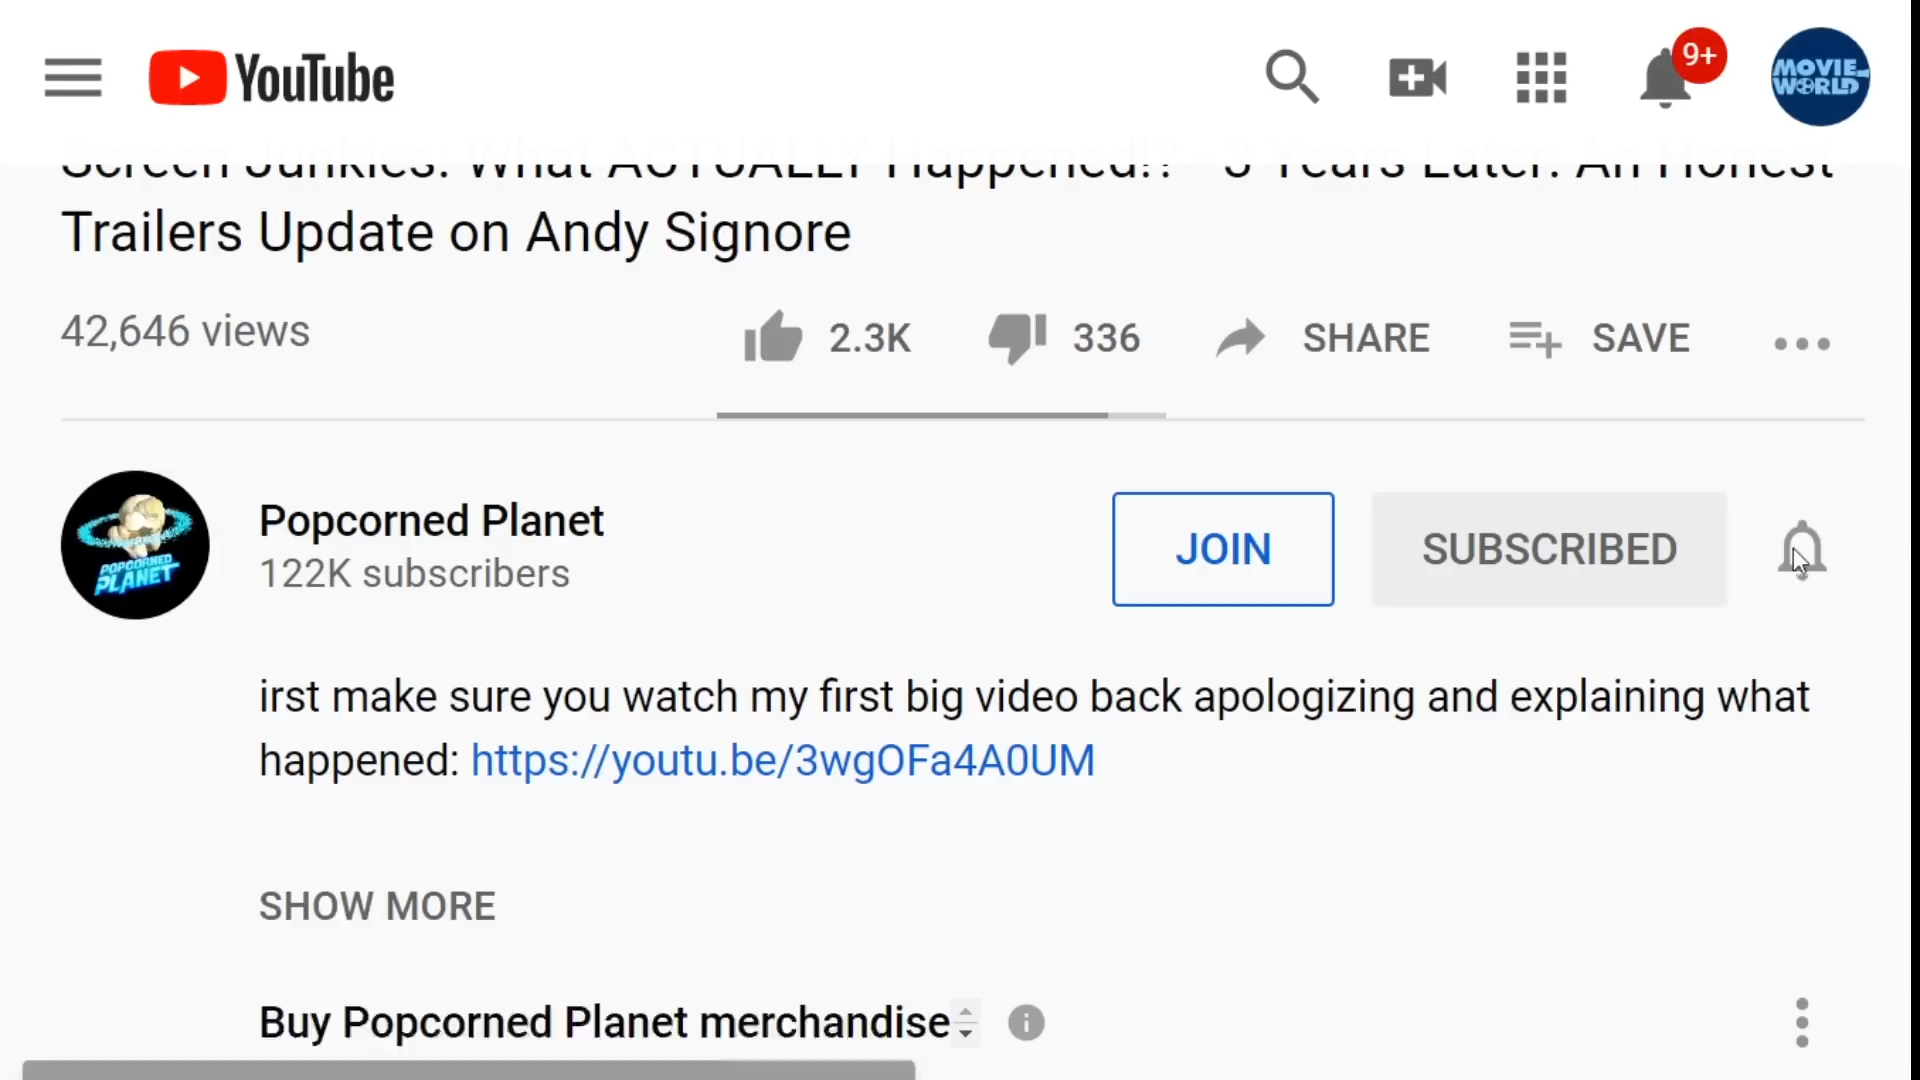 YouTube
9+
MOVIE-
WORLD
Screen Junkies: What ACTUALLY Happened!? - 3 Years Later: An Honest
Trailers Update on Andy Signore
42,646 views
2.3K
336
SHARE
SAVE
Popcorned Planet
122K subscribers
JOIN
SUBSCRIBED
POPCORNED
PLANET
irst make sure you watch my first big video back apologizing and explaining what
happened: https://youtu.be/3wgOFa4A0UM
SHOW MORE
Buy Popcorned Planet merchandise